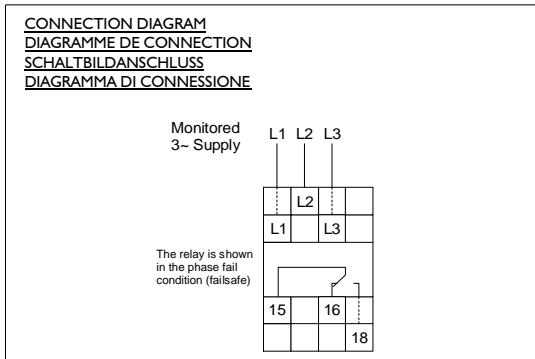 CONNECTION DIAGRAM
DIAGRAMME DE CONNECTION
SCHALTBILDANSCHLUSS
DIAGRAMMA DI CONNESSIONE
Monitored
3~ Supply
L1 L2 L3
L2
L1 L3
The relay is shown
in the phase fail
condition (failsafe)
15 16
18